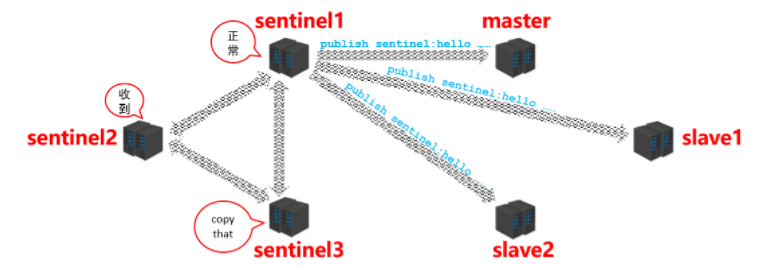 sentinel1
master
正
常
publish sentinel:hello ……
publish sentinel:hello ……
收
到
publish sentinel:hello ……
sentinel2
slave1
copy
that
sentinel3
slave2